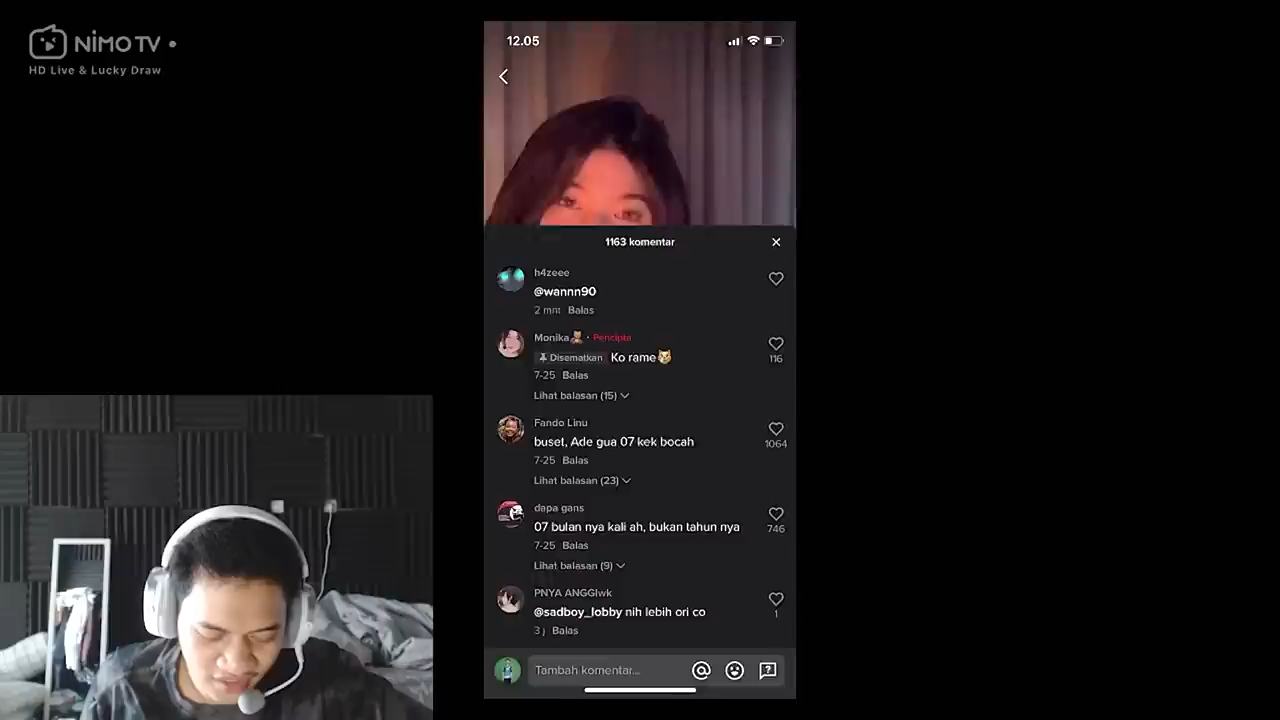 NIMO TV
HD Live & Lucky Draw
12.05
1163 komentar
h4zeee
@wannn90
2 mnt Balas
Monika · Pencipta
Disematkan Ko rame
116
7-25 Balas
Lihat balasan (15)
Fando Linu
buset, Ade gua 07 kek bocah
1064
7-25 Balas
Lihat balasan (23)
dapa gans
07 bulan nya kali ah, bukan tahun nya
746
7-25 Balas
Lihat balasan (9)
PNYA ANGGIwk
@sadboy_lobby nih lebih ori co
1
3 j Balas
Tambah komentar...